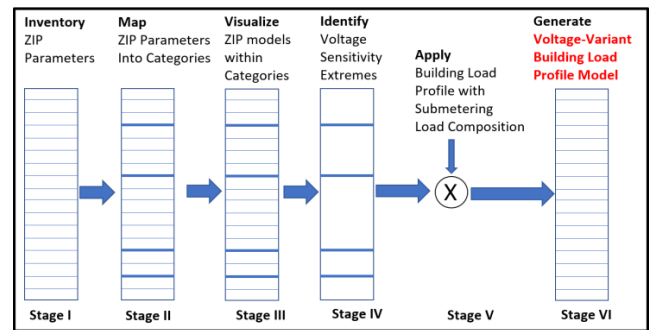 Inventory
ZIP
Parameters
Map
ZIP Parameters
Into Categories
Visualize
ZIP models
within
Categories
Identify
Voltage
Sensitivity
Extremes
Apply
Building Load
Profile with
Submetering
Load Composition
X
Generate
Voltage-Variant
Building Load
Profile Model
Stage I
Stage II
Stage III
Stage IV
Stage V
Stage VI